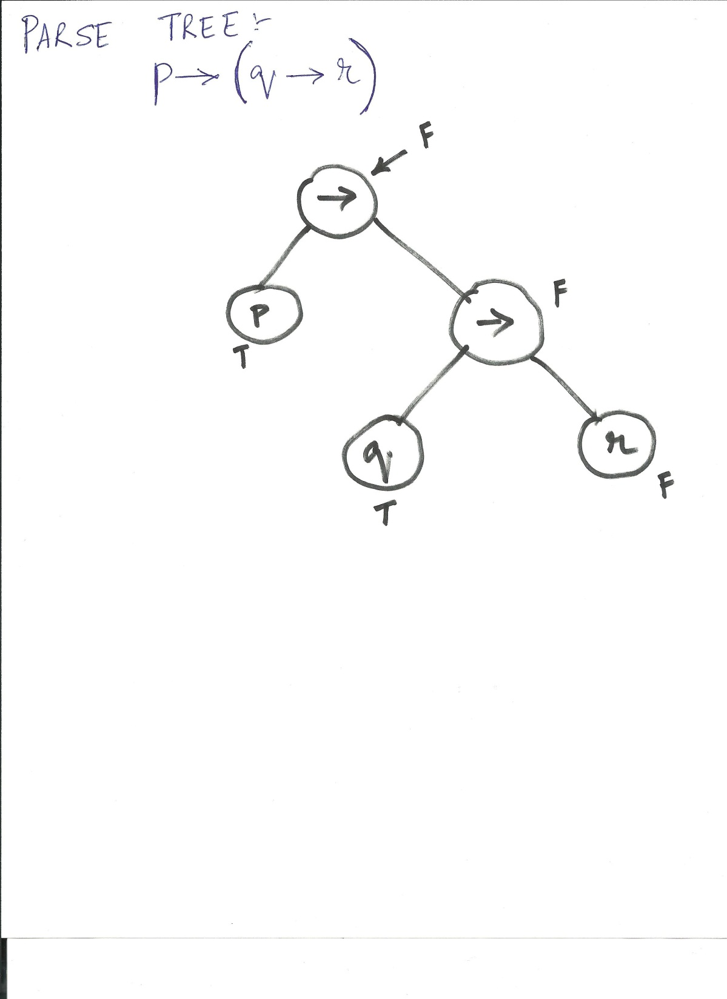 PARSE TREE:-
p → (q → r)
F
→
F
p
→
T
q
r
F
T